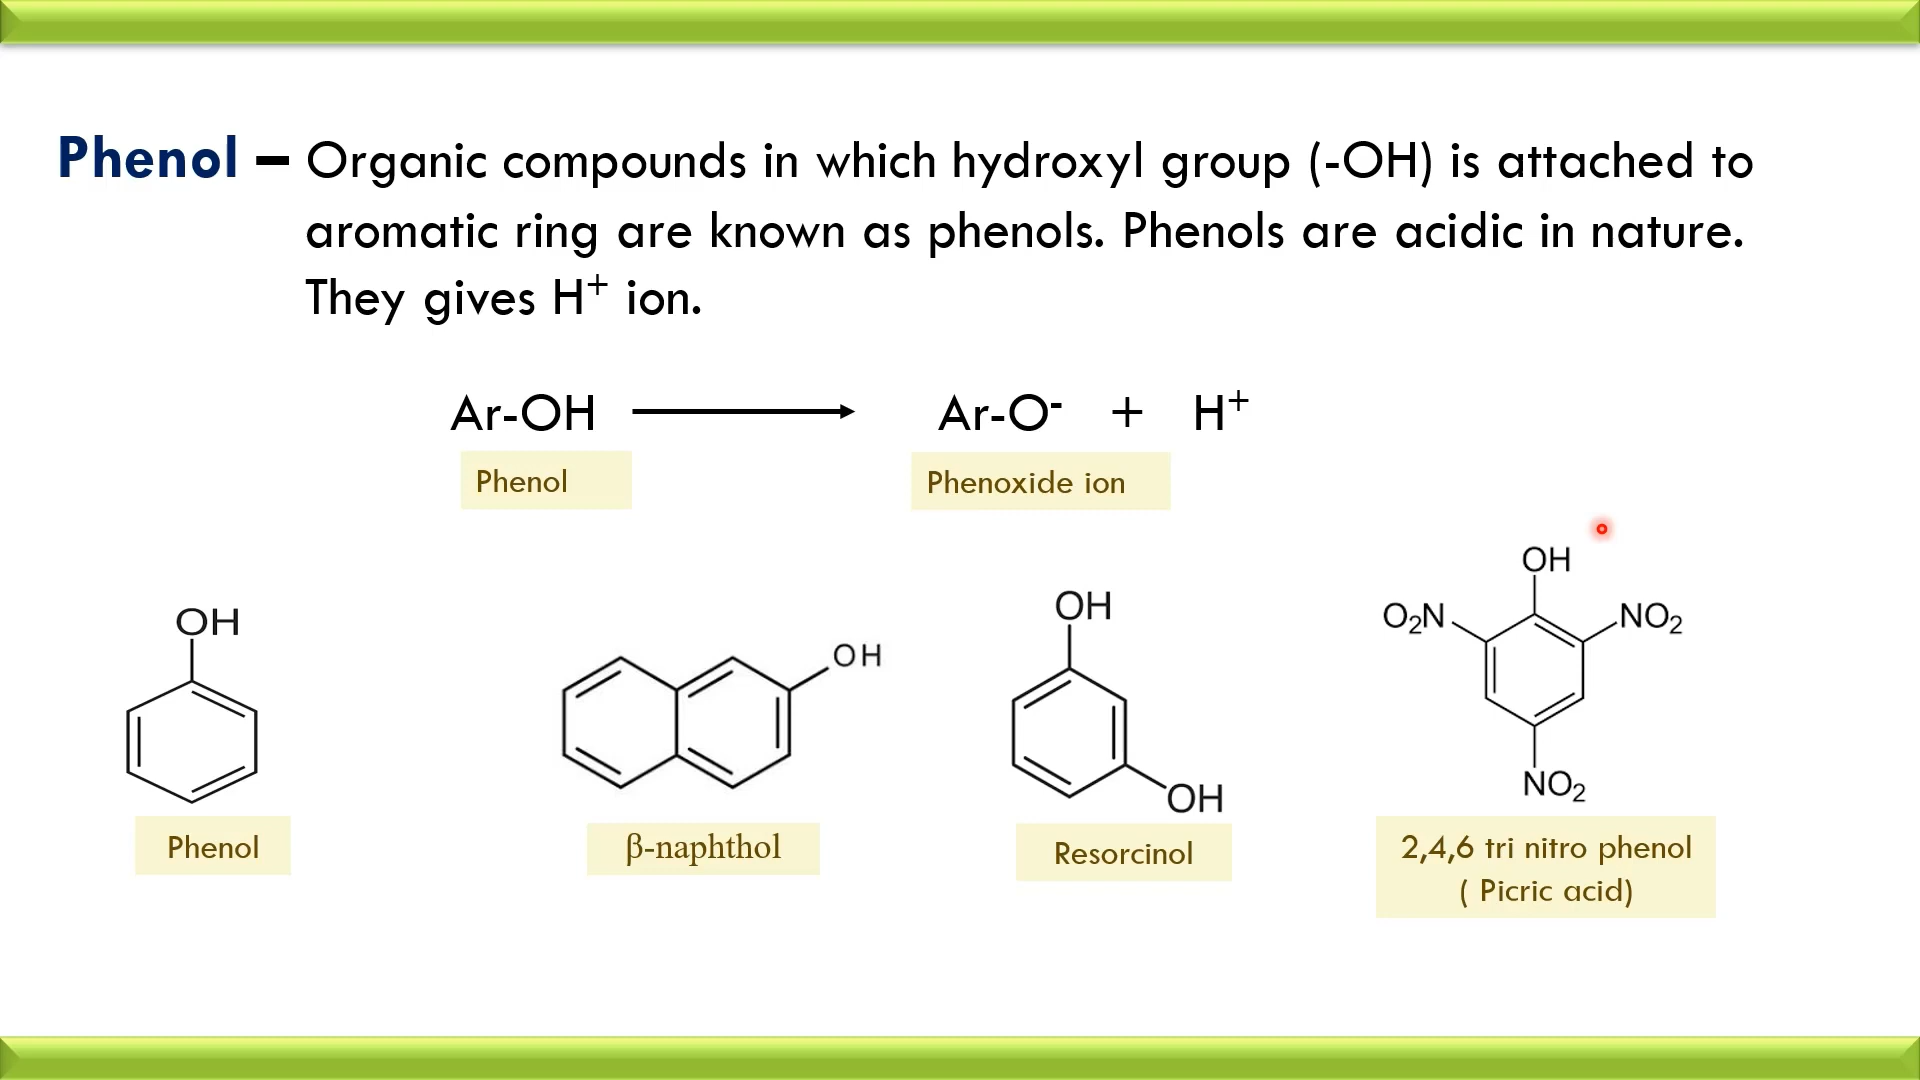 Phenol – Organic compounds in which hydroxyl group (-OH) is attached to
aromatic ring are known as phenols. Phenols are acidic in nature.
They gives H⁺ ion.
Ar-OH Ar-O⁻ + H⁺
Phenol Phenoxide ion
OH
OH
OH
OH
OH
O₂N NO₂
NO₂
Phenol
β-naphthol
Resorcinol
2,4,6 tri nitro phenol
( Picric acid)